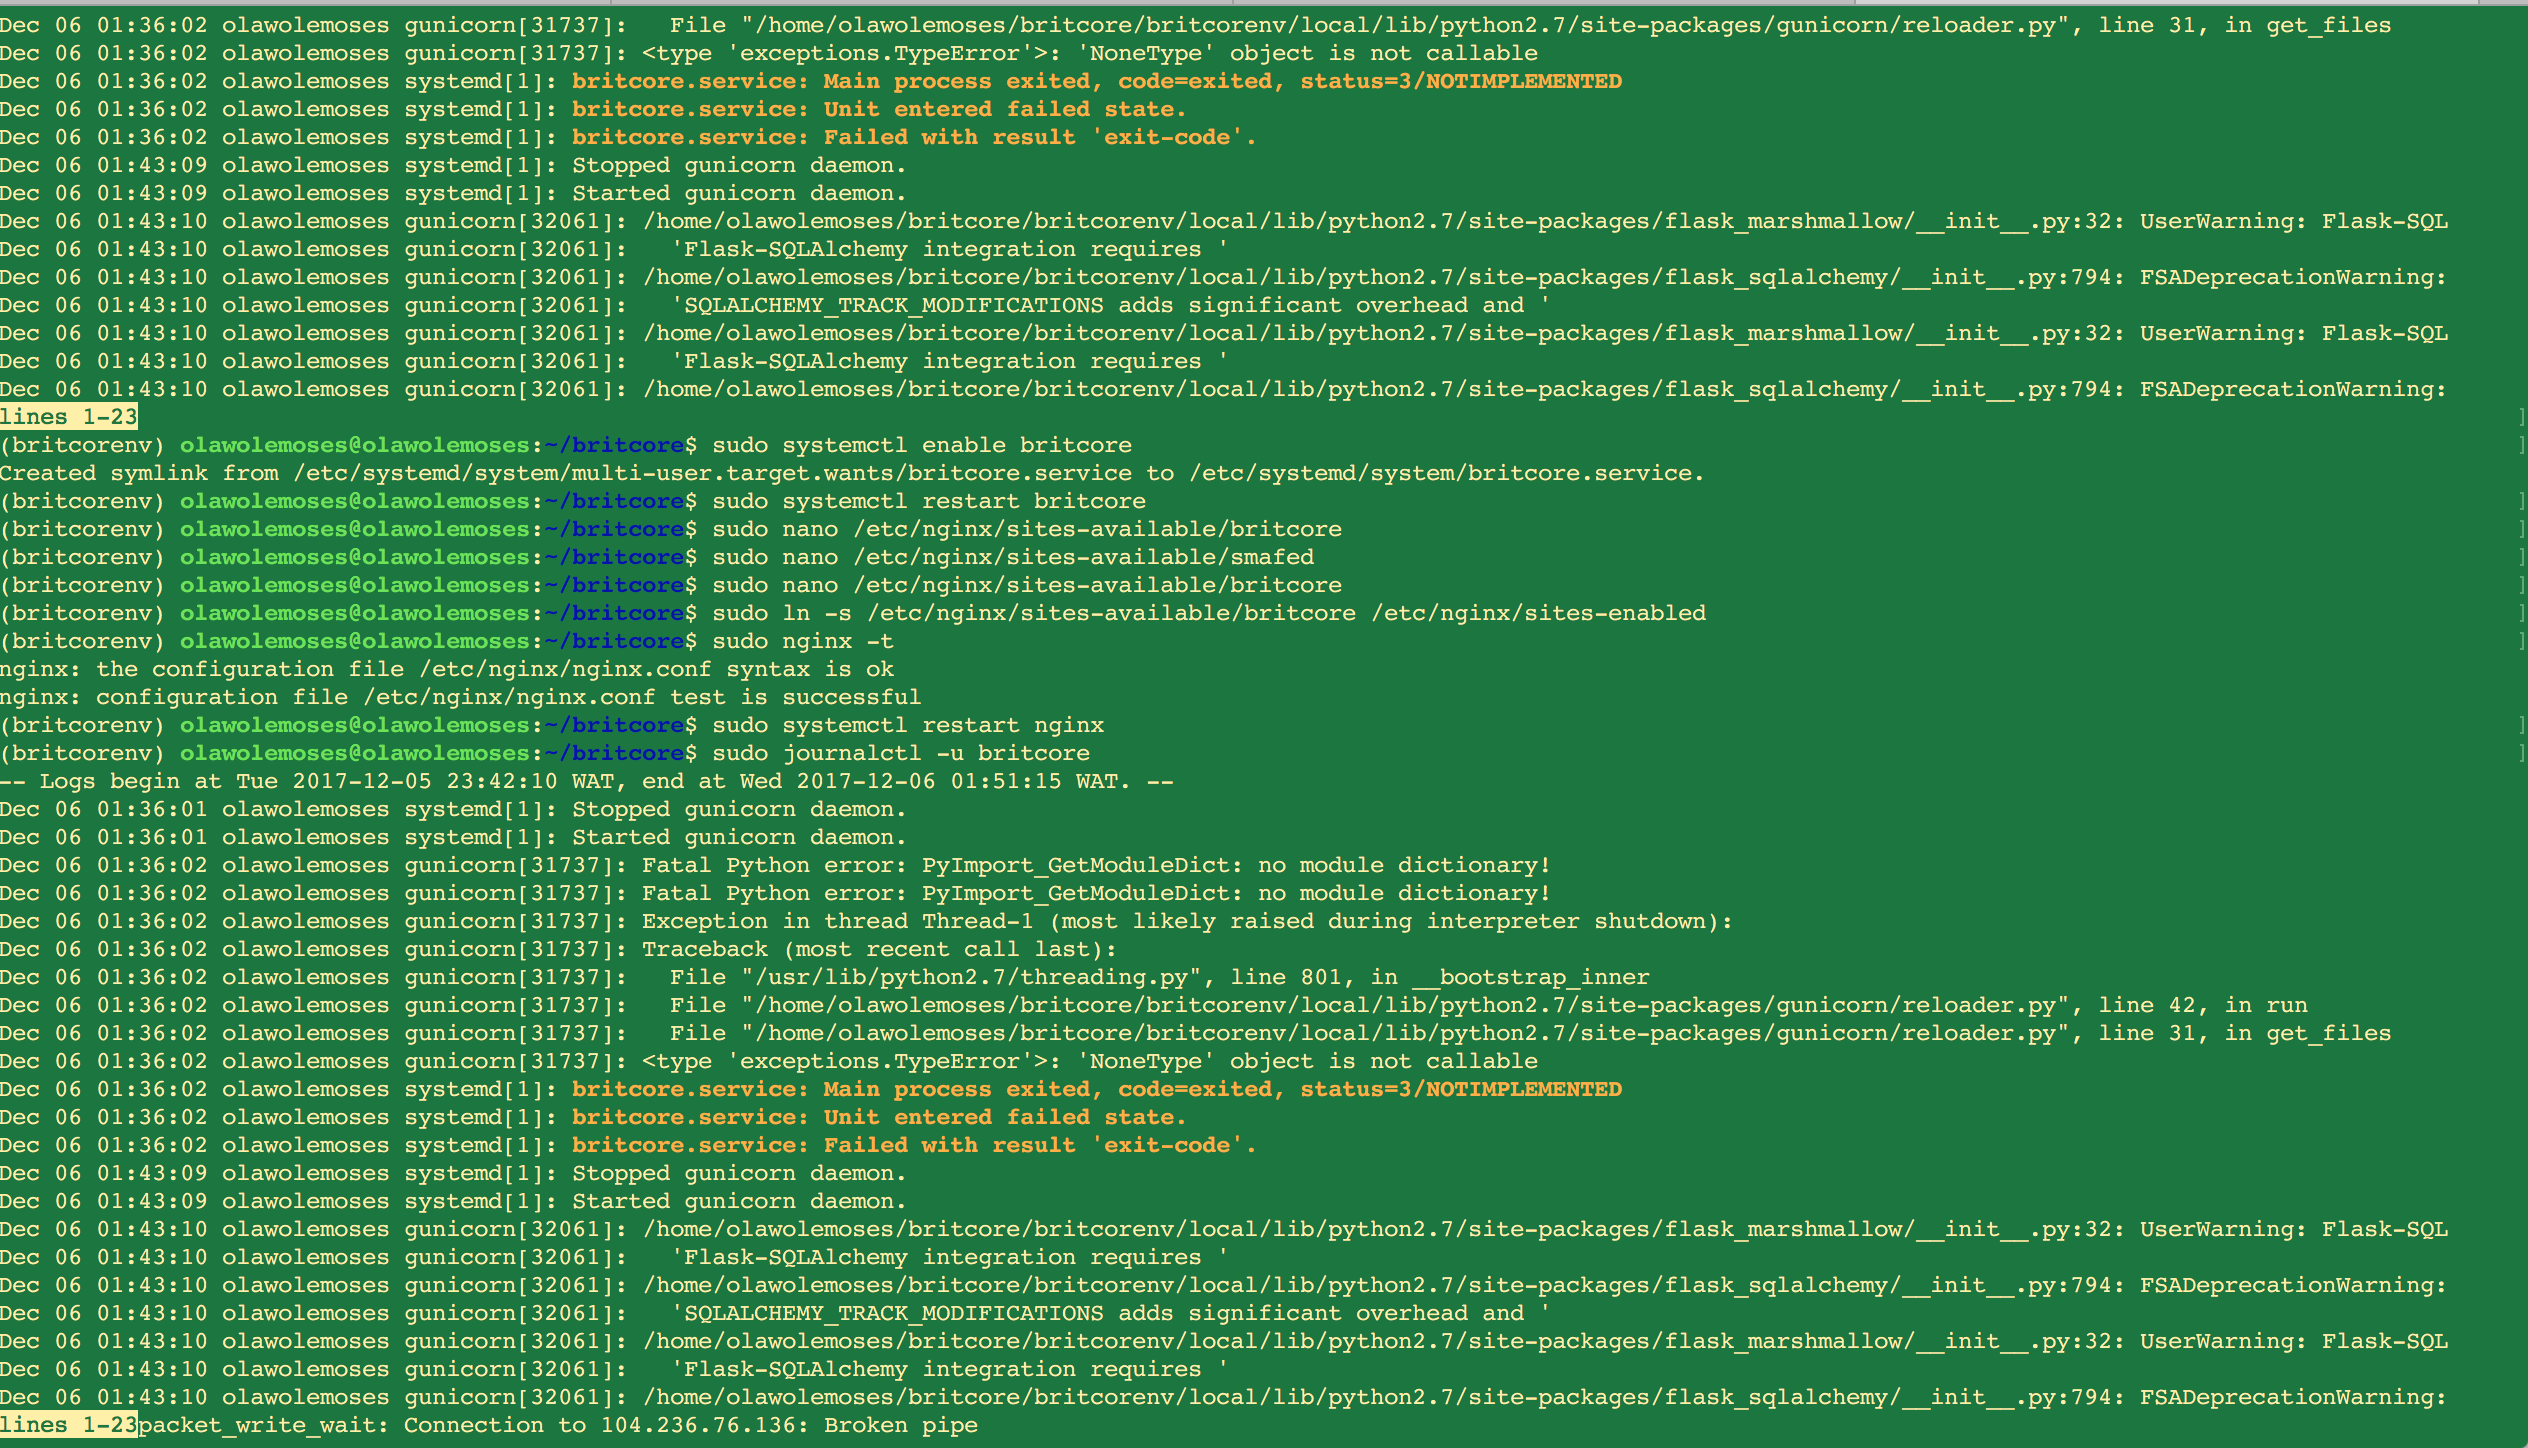 Dec 06 01:36:02 olawolemoses gunicorn[31737]:   File "/home/olawolemoses/britcore/britcorenv/local/lib/python2.7/site-packages/gunicorn/reloader.py", line 31, in get_files
Dec 06 01:36:02 olawolemoses gunicorn[31737]: <type 'exceptions.TypeError'>: 'NoneType' object is not callable
Dec 06 01:36:02 olawolemoses systemd[1]: britcore.service: Main process exited, code=exited, status=3/NOTIMPLEMENTED
Dec 06 01:36:02 olawolemoses systemd[1]: britcore.service: Unit entered failed state.
Dec 06 01:36:02 olawolemoses systemd[1]: britcore.service: Failed with result 'exit-code'.
Dec 06 01:43:09 olawolemoses systemd[1]: Stopped gunicorn daemon.
Dec 06 01:43:09 olawolemoses systemd[1]: Started gunicorn daemon.
Dec 06 01:43:10 olawolemoses gunicorn[32061]: /home/olawolemoses/britcore/britcorenv/local/lib/python2.7/site-packages/flask_marshmallow/__init__.py:32: UserWarning: Flask-SQL
Dec 06 01:43:10 olawolemoses gunicorn[32061]:   'Flask-SQLAlchemy integration requires '
Dec 06 01:43:10 olawolemoses gunicorn[32061]: /home/olawolemoses/britcore/britcorenv/local/lib/python2.7/site-packages/flask_sqlalchemy/__init__.py:794: FSADeprecationWarning:
Dec 06 01:43:10 olawolemoses gunicorn[32061]:   'SQLALCHEMY_TRACK_MODIFICATIONS adds significant overhead and '
Dec 06 01:43:10 olawolemoses gunicorn[32061]: /home/olawolemoses/britcore/britcorenv/local/lib/python2.7/site-packages/flask_marshmallow/__init__.py:32: UserWarning: Flask-SQL
Dec 06 01:43:10 olawolemoses gunicorn[32061]:   'Flask-SQLAlchemy integration requires '
Dec 06 01:43:10 olawolemoses gunicorn[32061]: /home/olawolemoses/britcore/britcorenv/local/lib/python2.7/site-packages/flask_sqlalchemy/__init__.py:794: FSADeprecationWarning:
lines 1-23 ]
(britcorenv) olawolemoses@olawolemoses:~/britcore$ sudo systemctl enable britcore ]
Created symlink from /etc/systemd/system/multi-user.target.wants/britcore.service to /etc/systemd/system/britcore.service.
(britcorenv) olawolemoses@olawolemoses:~/britcore$ sudo systemctl restart britcore ]
(britcorenv) olawolemoses@olawolemoses:~/britcore$ sudo nano /etc/nginx/sites-available/britcore ]
(britcorenv) olawolemoses@olawolemoses:~/britcore$ sudo nano /etc/nginx/sites-available/smafed ]
(britcorenv) olawolemoses@olawolemoses:~/britcore$ sudo nano /etc/nginx/sites-available/britcore ]
(britcorenv) olawolemoses@olawolemoses:~/britcore$ sudo ln -s /etc/nginx/sites-available/britcore /etc/nginx/sites-enabled ]
(britcorenv) olawolemoses@olawolemoses:~/britcore$ sudo nginx -t ]
nginx: the configuration file /etc/nginx/nginx.conf syntax is ok
nginx: configuration file /etc/nginx/nginx.conf test is successful
(britcorenv) olawolemoses@olawolemoses:~/britcore$ sudo systemctl restart nginx ]
(britcorenv) olawolemoses@olawolemoses:~/britcore$ sudo journalctl -u britcore ]
-- Logs begin at Tue 2017-12-05 23:42:10 WAT, end at Wed 2017-12-06 01:51:15 WAT. --
Dec 06 01:36:01 olawolemoses systemd[1]: Stopped gunicorn daemon.
Dec 06 01:36:01 olawolemoses systemd[1]: Started gunicorn daemon.
Dec 06 01:36:02 olawolemoses gunicorn[31737]: Fatal Python error: PyImport_GetModuleDict: no module dictionary!
Dec 06 01:36:02 olawolemoses gunicorn[31737]: Fatal Python error: PyImport_GetModuleDict: no module dictionary!
Dec 06 01:36:02 olawolemoses gunicorn[31737]: Exception in thread Thread-1 (most likely raised during interpreter shutdown):
Dec 06 01:36:02 olawolemoses gunicorn[31737]: Traceback (most recent call last):
Dec 06 01:36:02 olawolemoses gunicorn[31737]:   File "/usr/lib/python2.7/threading.py", line 801, in __bootstrap_inner
Dec 06 01:36:02 olawolemoses gunicorn[31737]:   File "/home/olawolemoses/britcore/britcorenv/local/lib/python2.7/site-packages/gunicorn/reloader.py", line 42, in run
Dec 06 01:36:02 olawolemoses gunicorn[31737]:   File "/home/olawolemoses/britcore/britcorenv/local/lib/python2.7/site-packages/gunicorn/reloader.py", line 31, in get_files
Dec 06 01:36:02 olawolemoses gunicorn[31737]: <type 'exceptions.TypeError'>: 'NoneType' object is not callable
Dec 06 01:36:02 olawolemoses systemd[1]: britcore.service: Main process exited, code=exited, status=3/NOTIMPLEMENTED
Dec 06 01:36:02 olawolemoses systemd[1]: britcore.service: Unit entered failed state.
Dec 06 01:36:02 olawolemoses systemd[1]: britcore.service: Failed with result 'exit-code'.
Dec 06 01:43:09 olawolemoses systemd[1]: Stopped gunicorn daemon.
Dec 06 01:43:09 olawolemoses systemd[1]: Started gunicorn daemon.
Dec 06 01:43:10 olawolemoses gunicorn[32061]: /home/olawolemoses/britcore/britcorenv/local/lib/python2.7/site-packages/flask_marshmallow/__init__.py:32: UserWarning: Flask-SQL
Dec 06 01:43:10 olawolemoses gunicorn[32061]:   'Flask-SQLAlchemy integration requires '
Dec 06 01:43:10 olawolemoses gunicorn[32061]: /home/olawolemoses/britcore/britcorenv/local/lib/python2.7/site-packages/flask_sqlalchemy/__init__.py:794: FSADeprecationWarning:
Dec 06 01:43:10 olawolemoses gunicorn[32061]:   'SQLALCHEMY_TRACK_MODIFICATIONS adds significant overhead and '
Dec 06 01:43:10 olawolemoses gunicorn[32061]: /home/olawolemoses/britcore/britcorenv/local/lib/python2.7/site-packages/flask_marshmallow/__init__.py:32: UserWarning: Flask-SQL
Dec 06 01:43:10 olawolemoses gunicorn[32061]:   'Flask-SQLAlchemy integration requires '
Dec 06 01:43:10 olawolemoses gunicorn[32061]: /home/olawolemoses/britcore/britcorenv/local/lib/python2.7/site-packages/flask_sqlalchemy/__init__.py:794: FSADeprecationWarning:
lines 1-23packet_write_wait: Connection to 104.236.76.136: Broken pipe